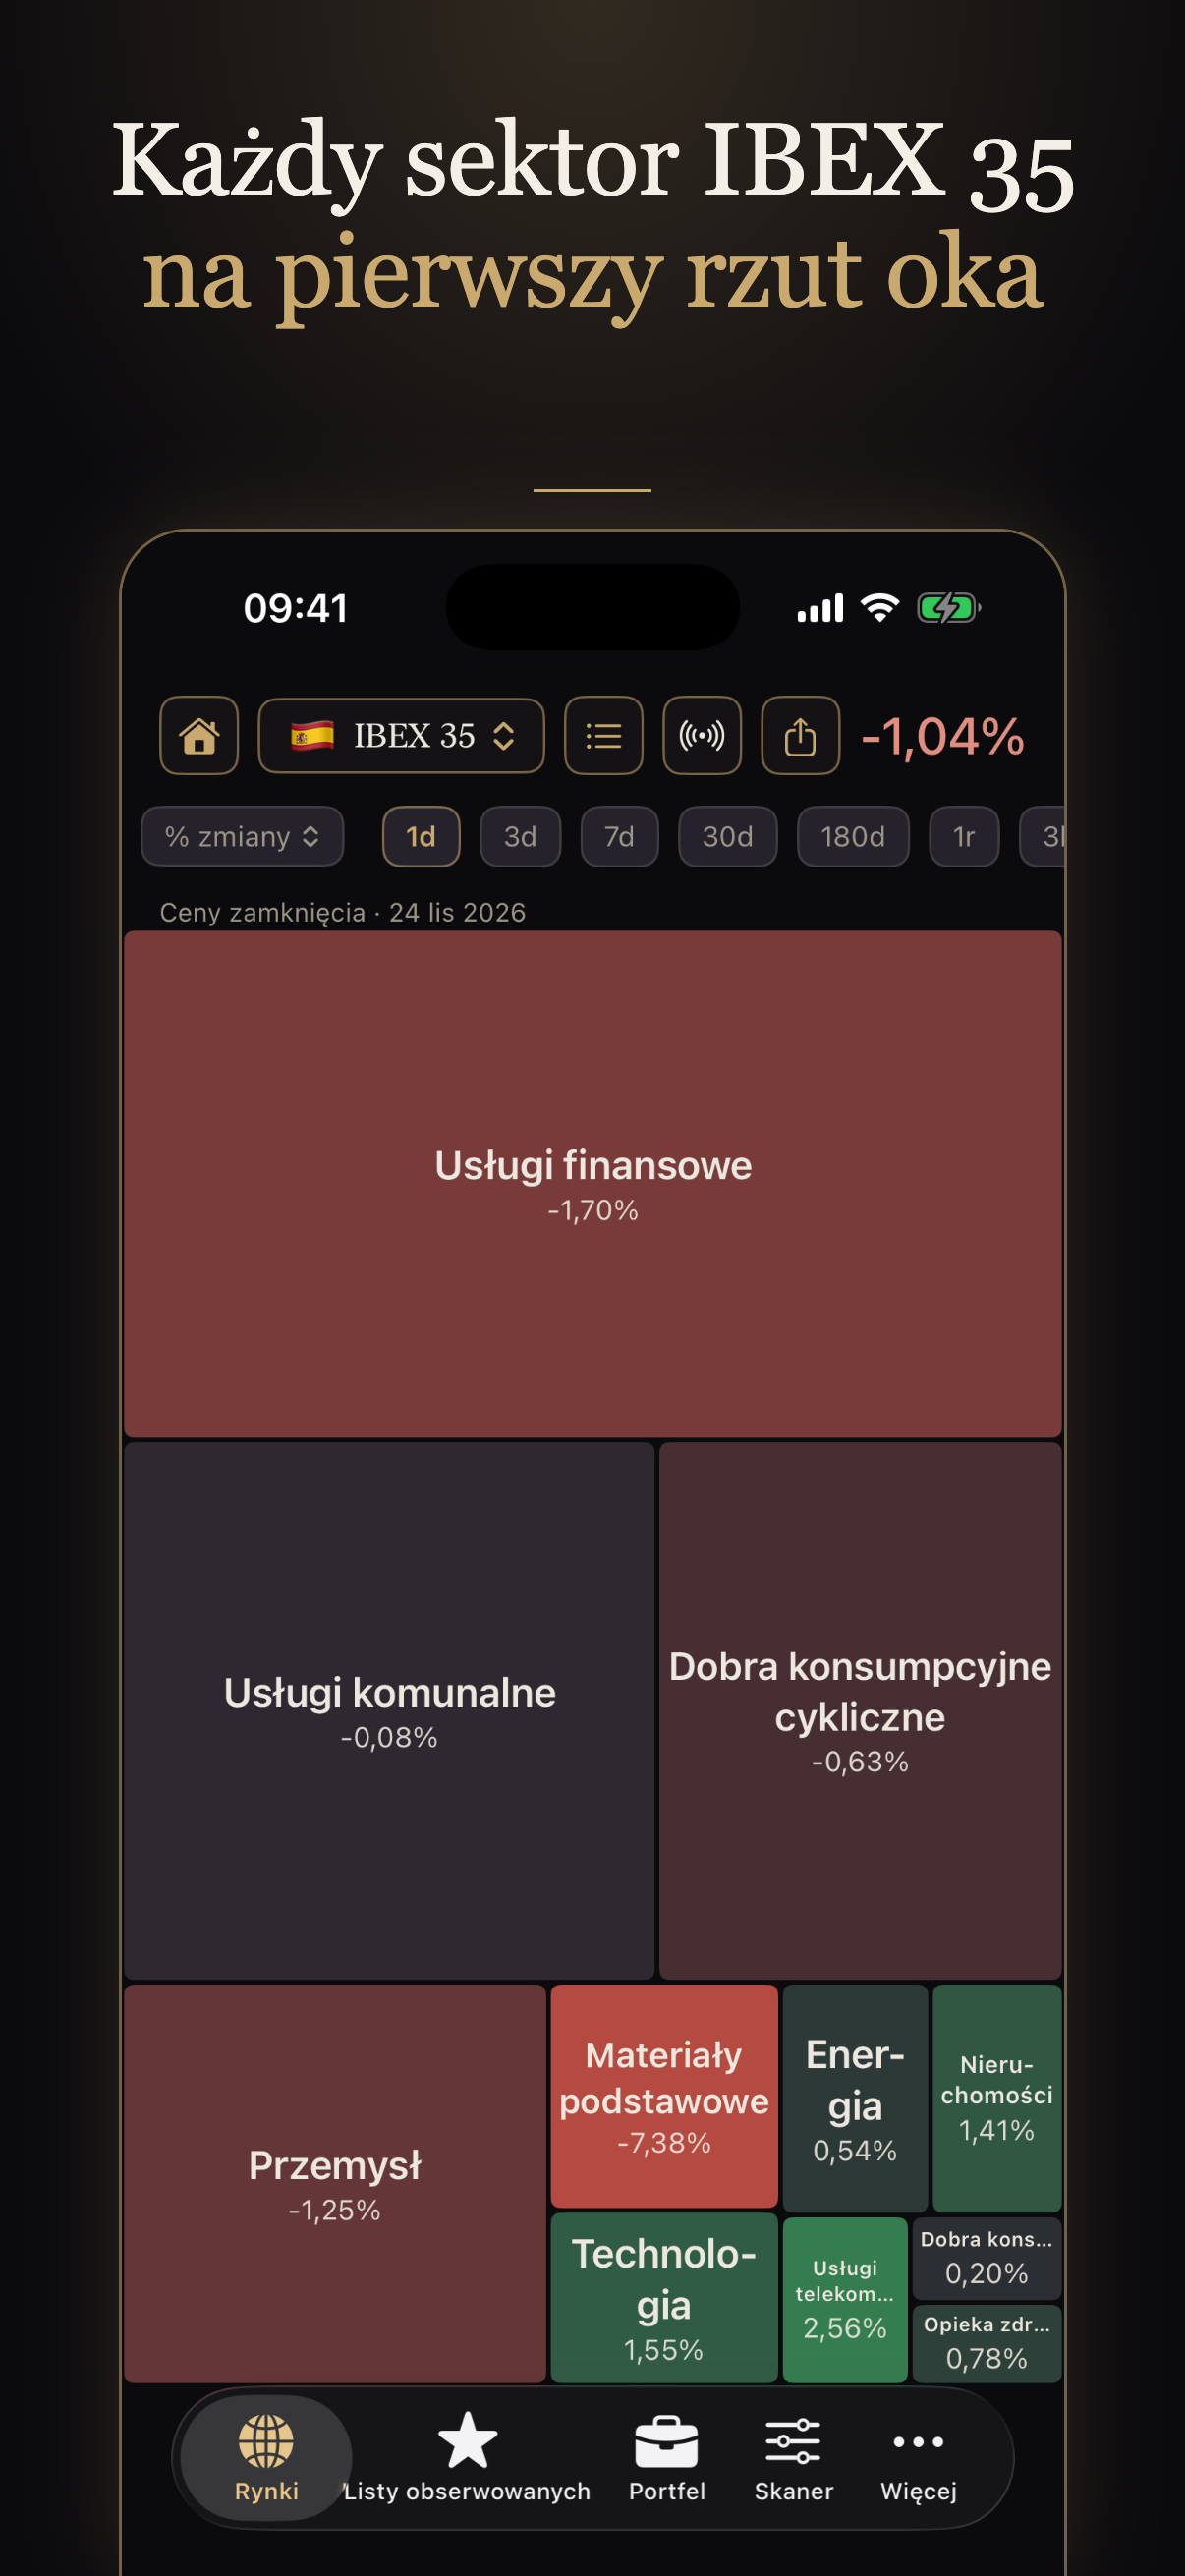 Każdy sektor IBEX 35
na pierwszy rzut oka
09:41
IBEX 35
-1,04%
% zmiany
1d
3d
7d
30d
180d
1r
Ceny zamknięcia · 24 lis 2026
Usługi finansowe
-1,70%
Usługi komunalne
-0,08%
Dobra konsumpcyjne
cykliczne
-0,63%
Przemysł
-1,25%
Materiały
podstawowe
-7,38%
Ener-
gia
0,54%
Nieru-
chomości
1,41%
Technolo-
gia
1,55%
Usługi
telekom...
2,56%
Dobra kons...
0,20%
Opieka zdr...
0,78%
Rynki
Listy obserwowanych
Portfel
Skaner
Więcej